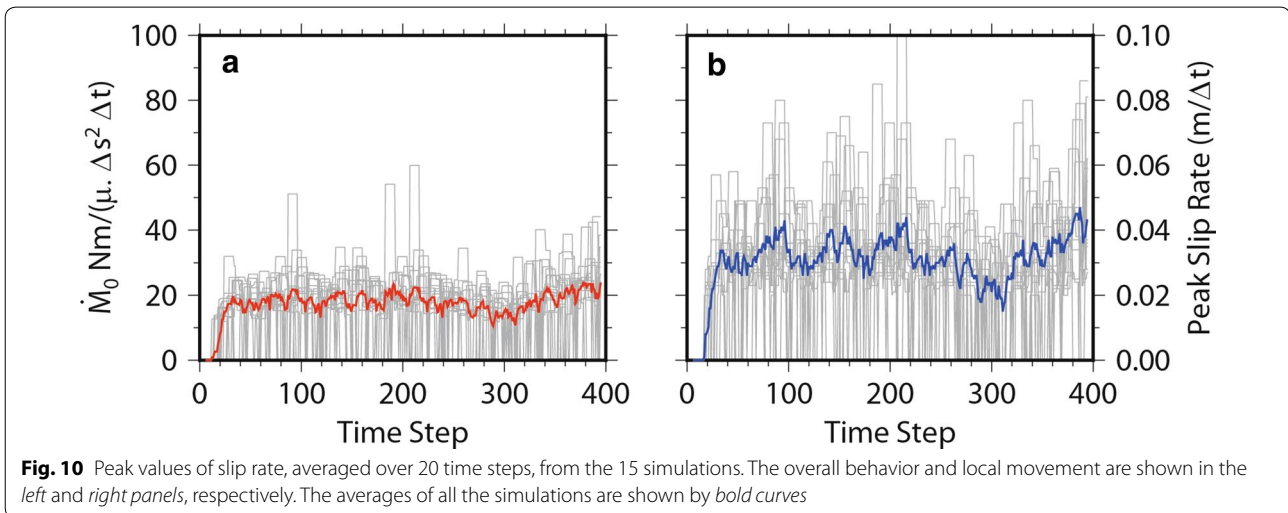 100
80
60
40
20
0
Ṁ₀ Nm/(μ. Δs² Δt)
a
0 100 200 300 400
Time Step
b
0 100 200 300 400
Time Step
0.10
0.08
0.06
0.04
0.02
0.00
Peak Slip Rate (m/Δt)
Fig. 10 Peak values of slip rate, averaged over 20 time steps, from the 15 simulations. The overall behavior and local movement are shown in the
left and right panels, respectively. The averages of all the simulations are shown by bold curves